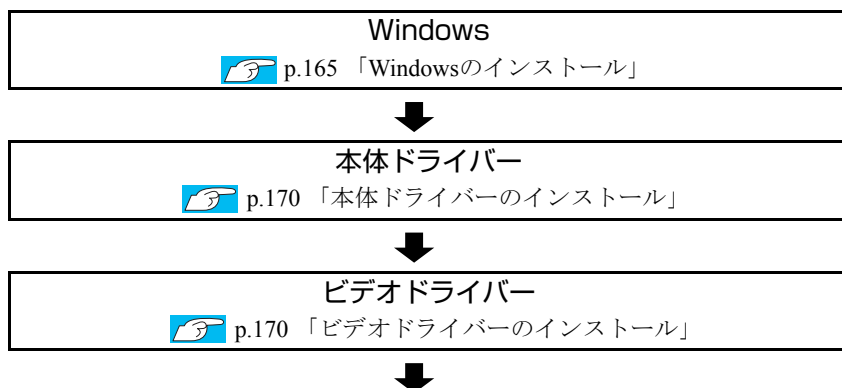 Windows
p.165 「Windowsのインストール」
本体ドライバー
p.170 「本体ドライバーのインストール」
ビデオドライバー
p.170 「ビデオドライバーのインストール」